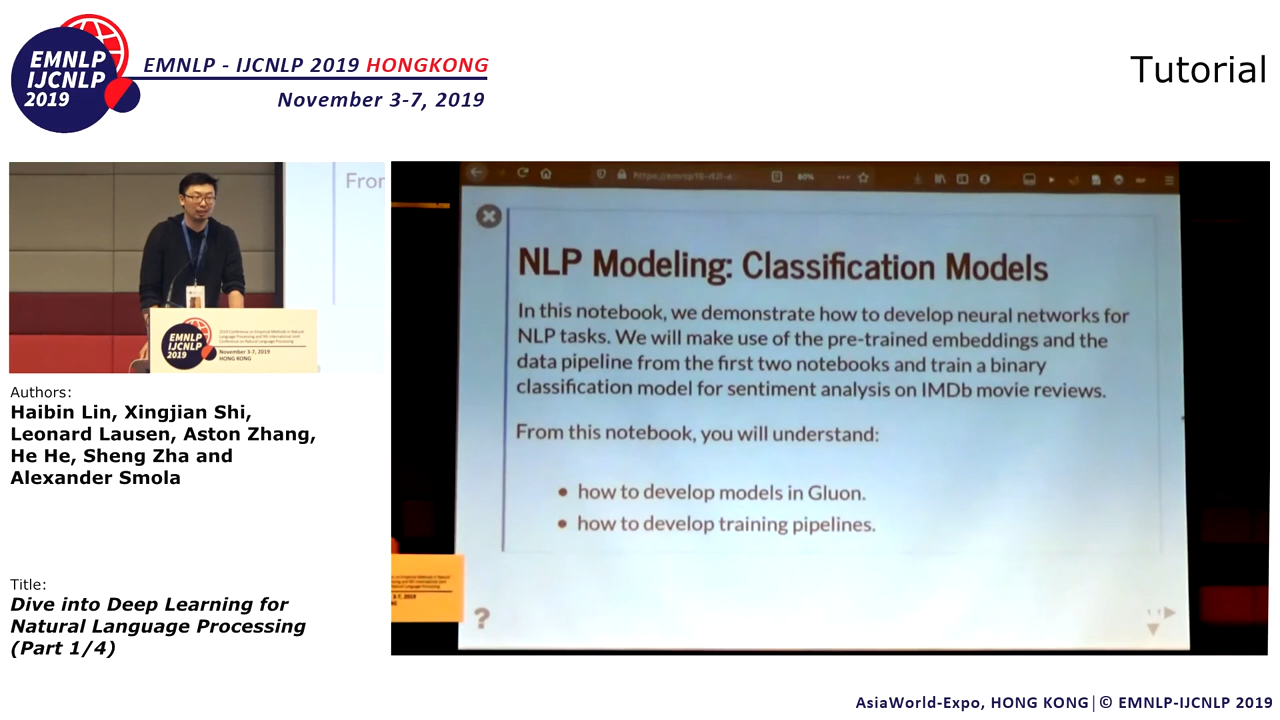 EMNLP
IJCNLP
2019
EMNLP - IJCNLP 2019 HONGKONG
November 3-7, 2019
Tutorial
EMNLP
IJCNLP
2019
November 3-7, 2019
HONG KONG
Authors:
Haibin Lin, Xingjian Shi,
Leonard Lausen, Aston Zhang,
He He, Sheng Zha and
Alexander Smola
Title:
Dive into Deep Learning for
Natural Language Processing
(Part 1/4)
80%
NLP Modeling: Classification Models
In this notebook, we demonstrate how to develop neural networks for
NLP tasks. We will make use of the pre-trained embeddings and the
data pipeline from the first two notebooks and train a binary
classification model for sentiment analysis on IMDb movie reviews.
From this notebook, you will understand:
• how to develop models in Gluon.
• how to develop training pipelines.
?
AsiaWorld-Expo, HONG KONG | © EMNLP-IJCNLP 2019